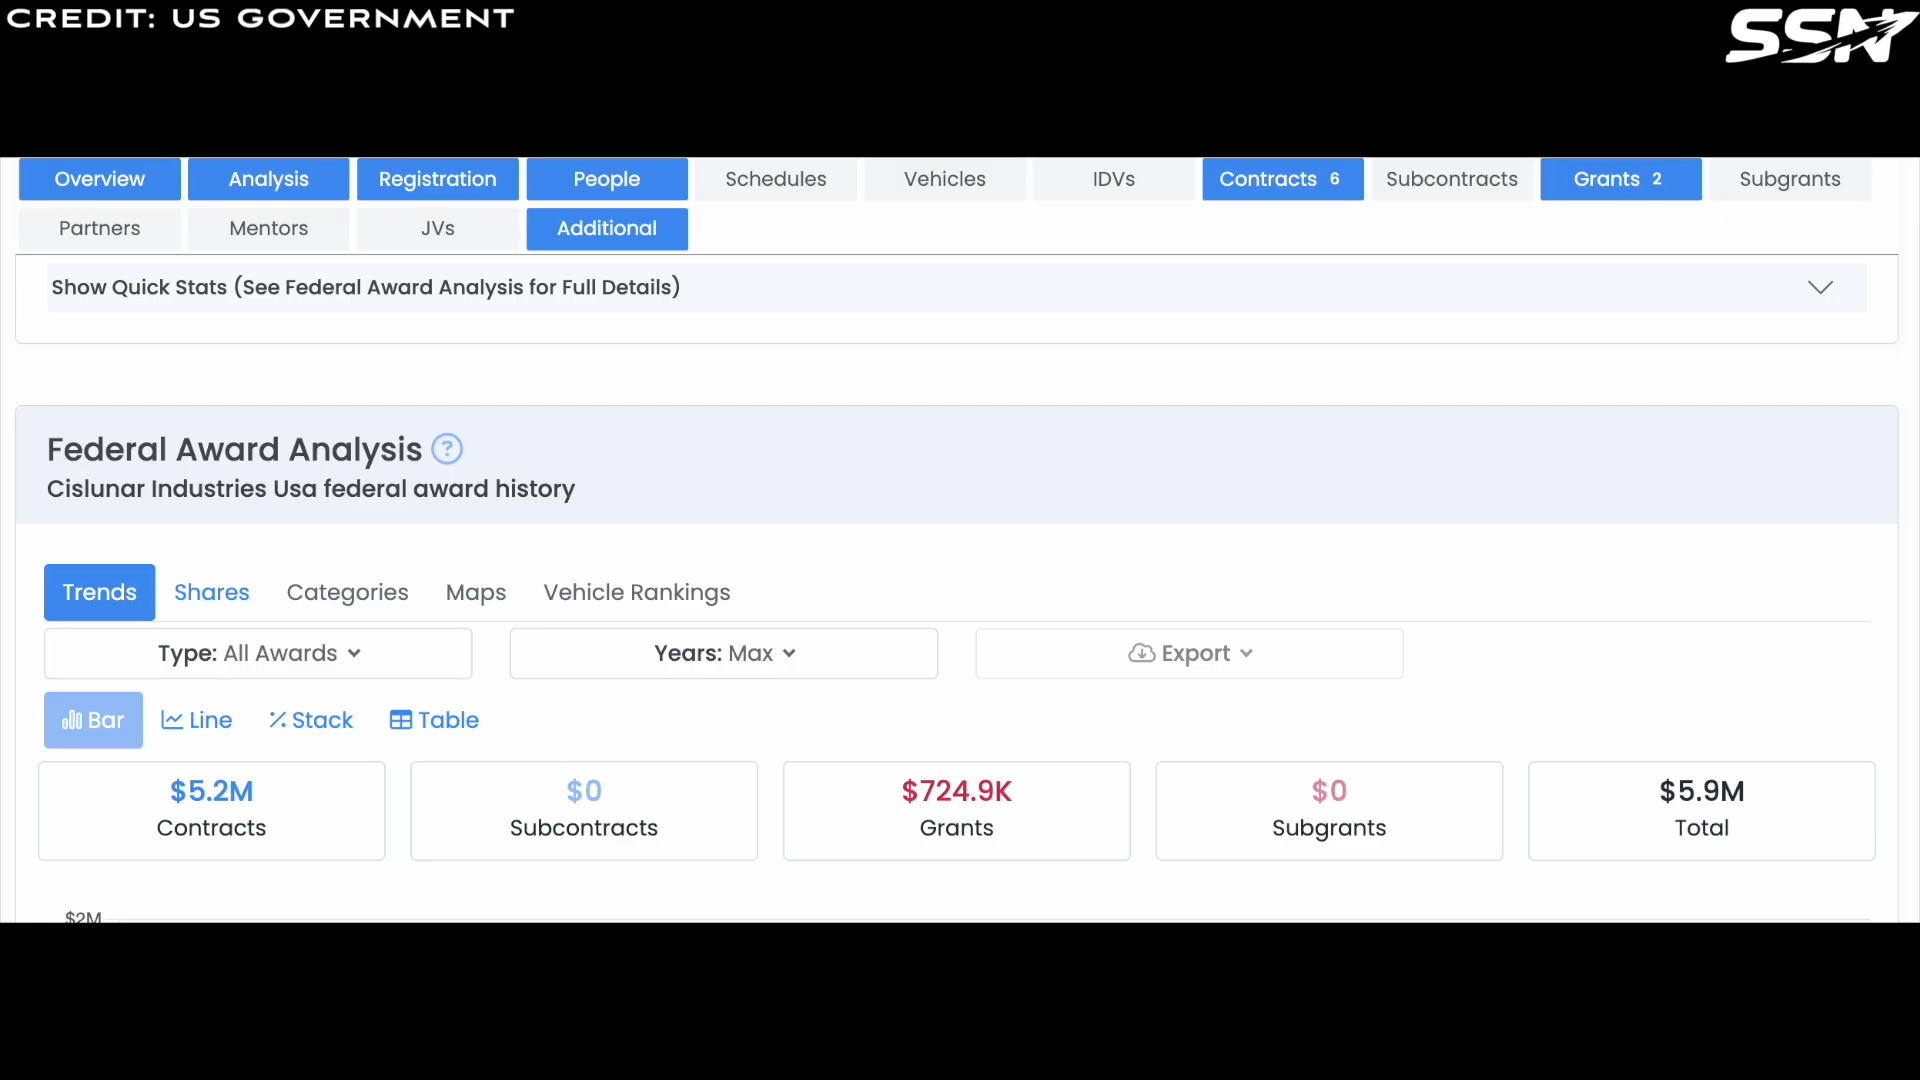 CREDIT: US GOVERNMENT
SSN
Overview Analysis Registration People Schedules Vehicles IDVs Contracts 6 Subcontracts Grants 2 Subgrants
Partners Mentors JVs Additional
Show Quick Stats (See Federal Award Analysis for Full Details)
Federal Award Analysis ?
Cislunar Industries Usa federal award history
Trends Shares Categories Maps Vehicle Rankings
Type: All Awards Years: Max Export
Bar Line Stack Table
$5.2M $0 $724.9K $0 $5.9M
Contracts Subcontracts Grants Subgrants Total
$2M